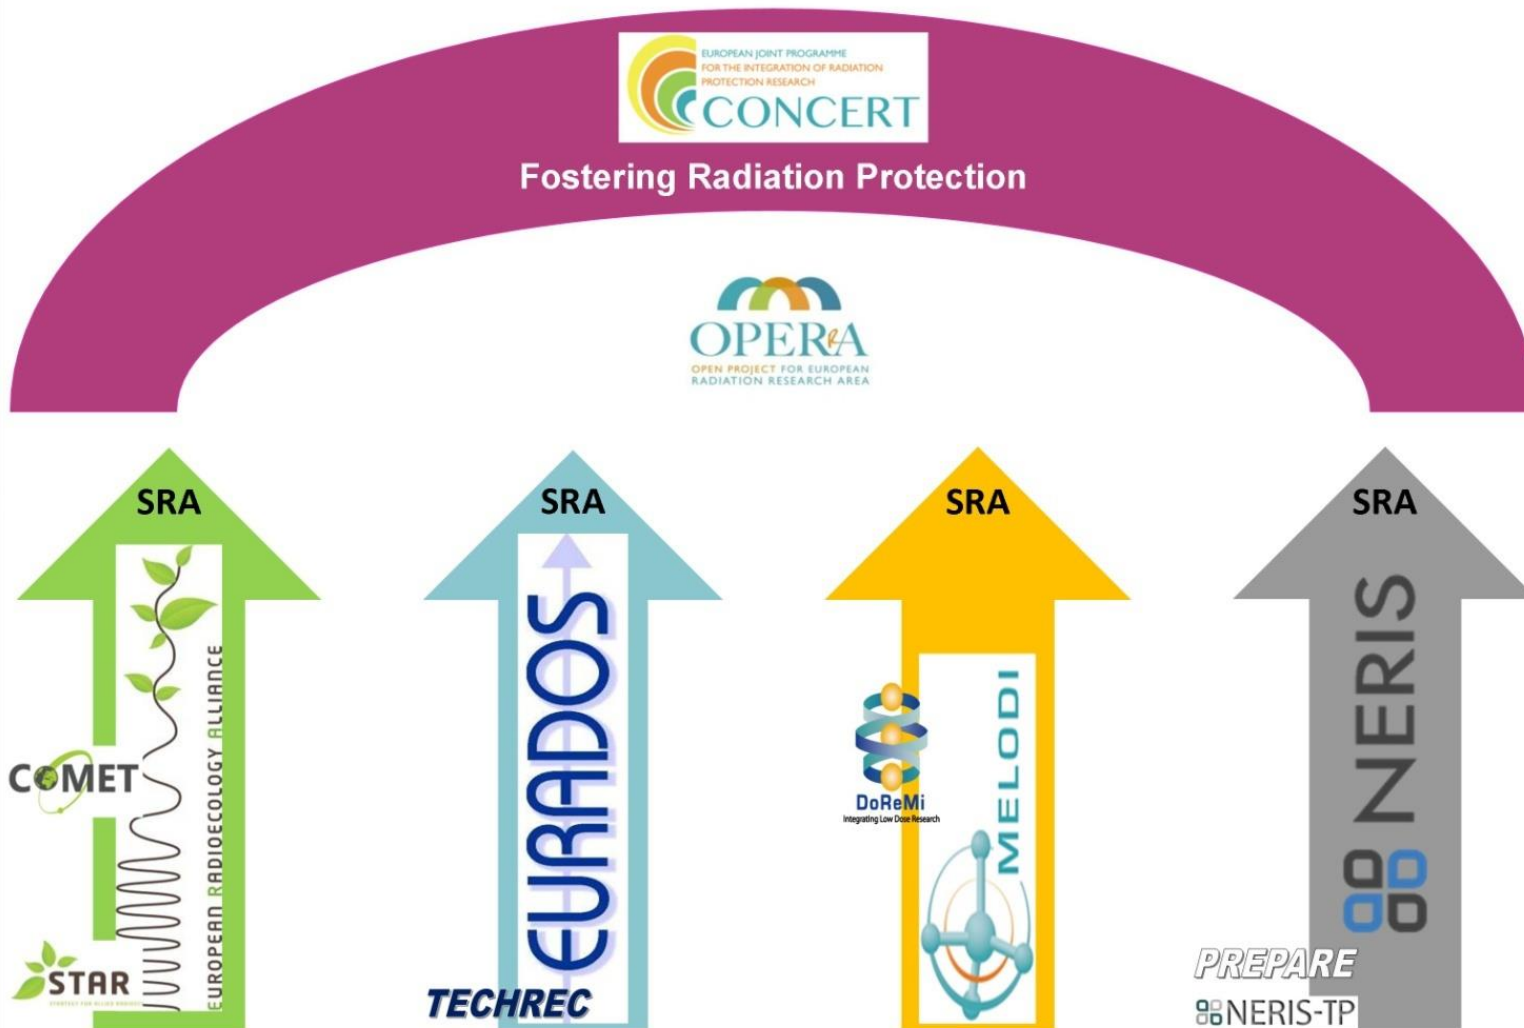 EUROPEAN JOINT PROGRAMME
FOR THE INTEGRATION OF RADIATION
PROTECTION RESEARCH
CONCERT
Fostering Radiation Protection
OPERRA
OPEN PROJECT FOR EUROPEAN
RADIATION RESEARCH AREA
SRA
COMET
STAR
EUROPEAN RADIOECOLOGY ALLIANCE
SRA
EURADOS
TECHREC
SRA
DoReMi
Integrating Low Dose Research
MELODI
SRA
NERIS
PREPARE
NERIS-TP